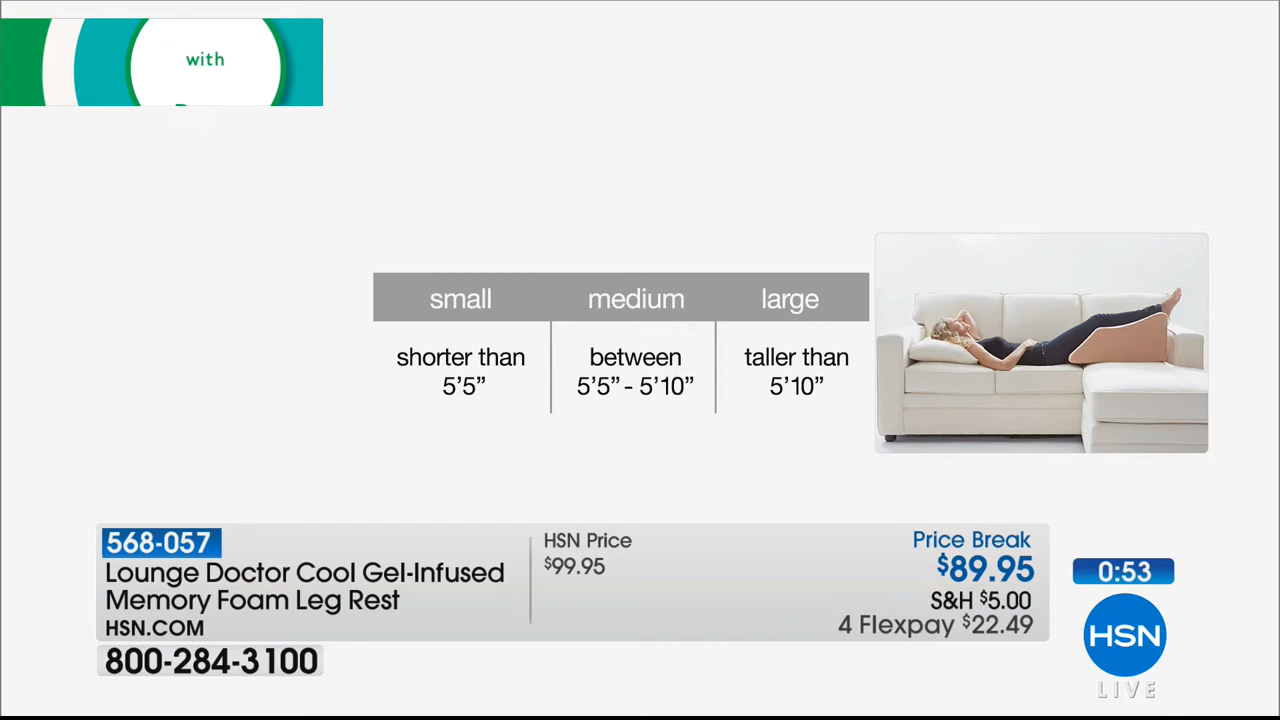 with
small medium large
shorter than between taller than
5’5” 5’5” - 5’10” 5’10”
568-057
Lounge Doctor Cool Gel-Infused
Memory Foam Leg Rest
HSN.COM
800-284-3100
HSN Price
$99.95
Price Break
$89.95
S&H $5.00
4 Flexpay $22.49
0:53
HSN
LIVE